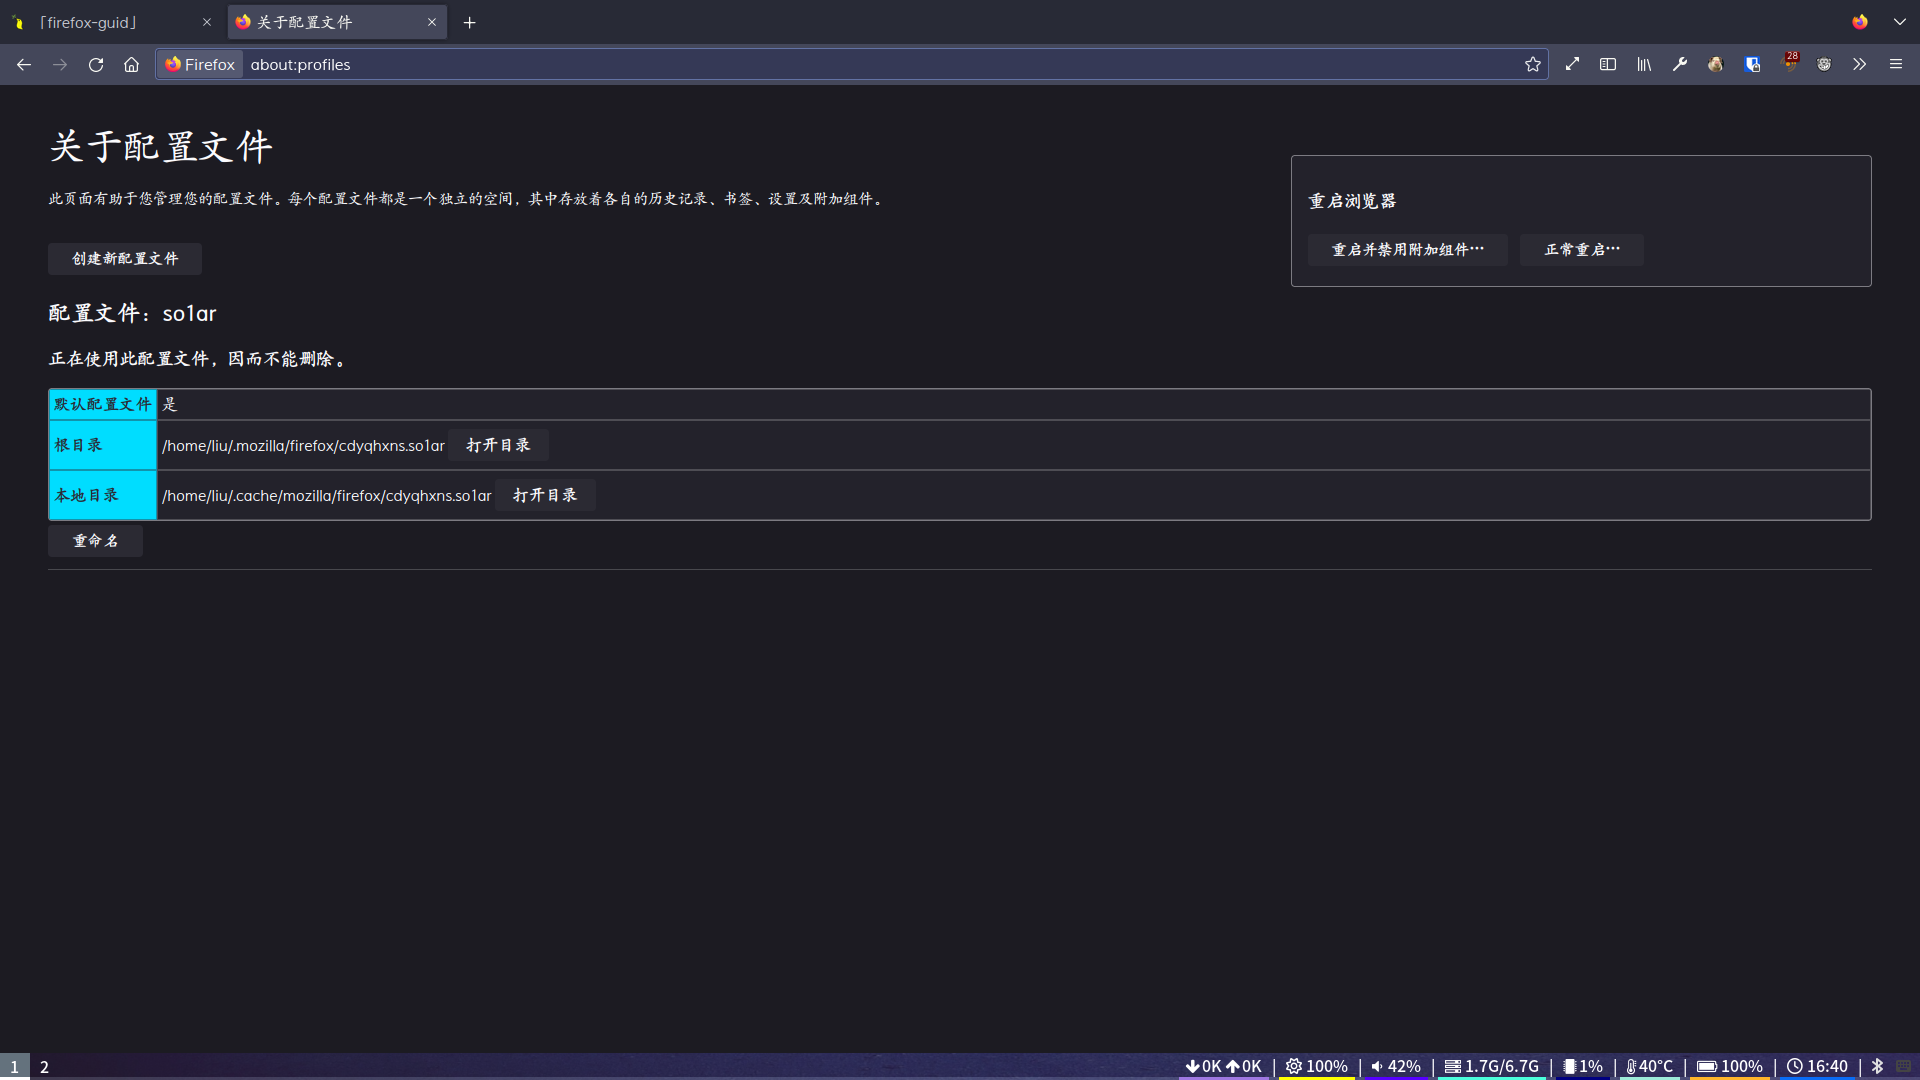 「firefox-guid」
关于配置文件
Firefox
about:profiles
28
关于配置文件
此页面有助于您管理您的配置文件。每个配置文件都是一个独立的空间，其中存放着各自的历史记录、书签、设置及附加组件。
重启浏览器
重启并禁用附加组件…
正常重启…
创建新配置文件
配置文件：so1ar
正在使用此配置文件，因而不能删除。
默认配置文件 是
根目录 /home/liu/.mozilla/firefox/cdyqhxns.so1ar 打开目录
本地目录 /home/liu/.cache/mozilla/firefox/cdyqhxns.so1ar 打开目录
重命名
1 2 0K 0K | 100% | 42% | 1.7G/6.7G | 1% | 40°C | 100% | 16:40 |